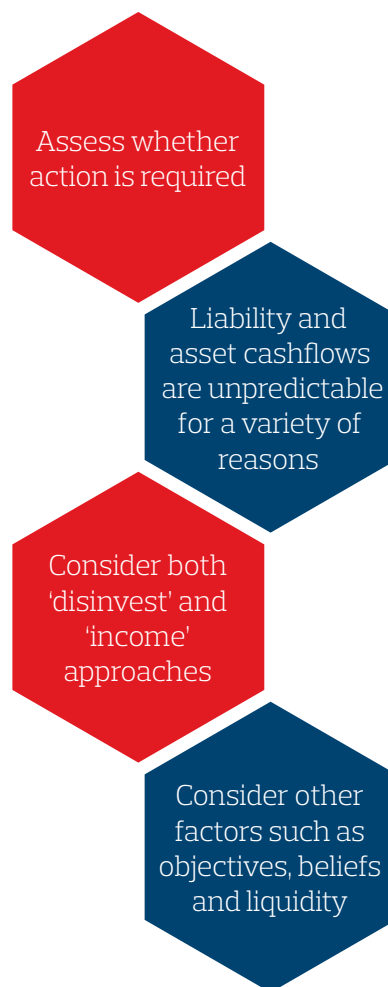 Assess whether
action is required
Liability and
asset cashflows
are unpredictable
for a variety of
reasons
Consider both
‘disinvest’ and
‘income’
approaches
Consider other
factors such as
objectives, beliefs
and liquidity